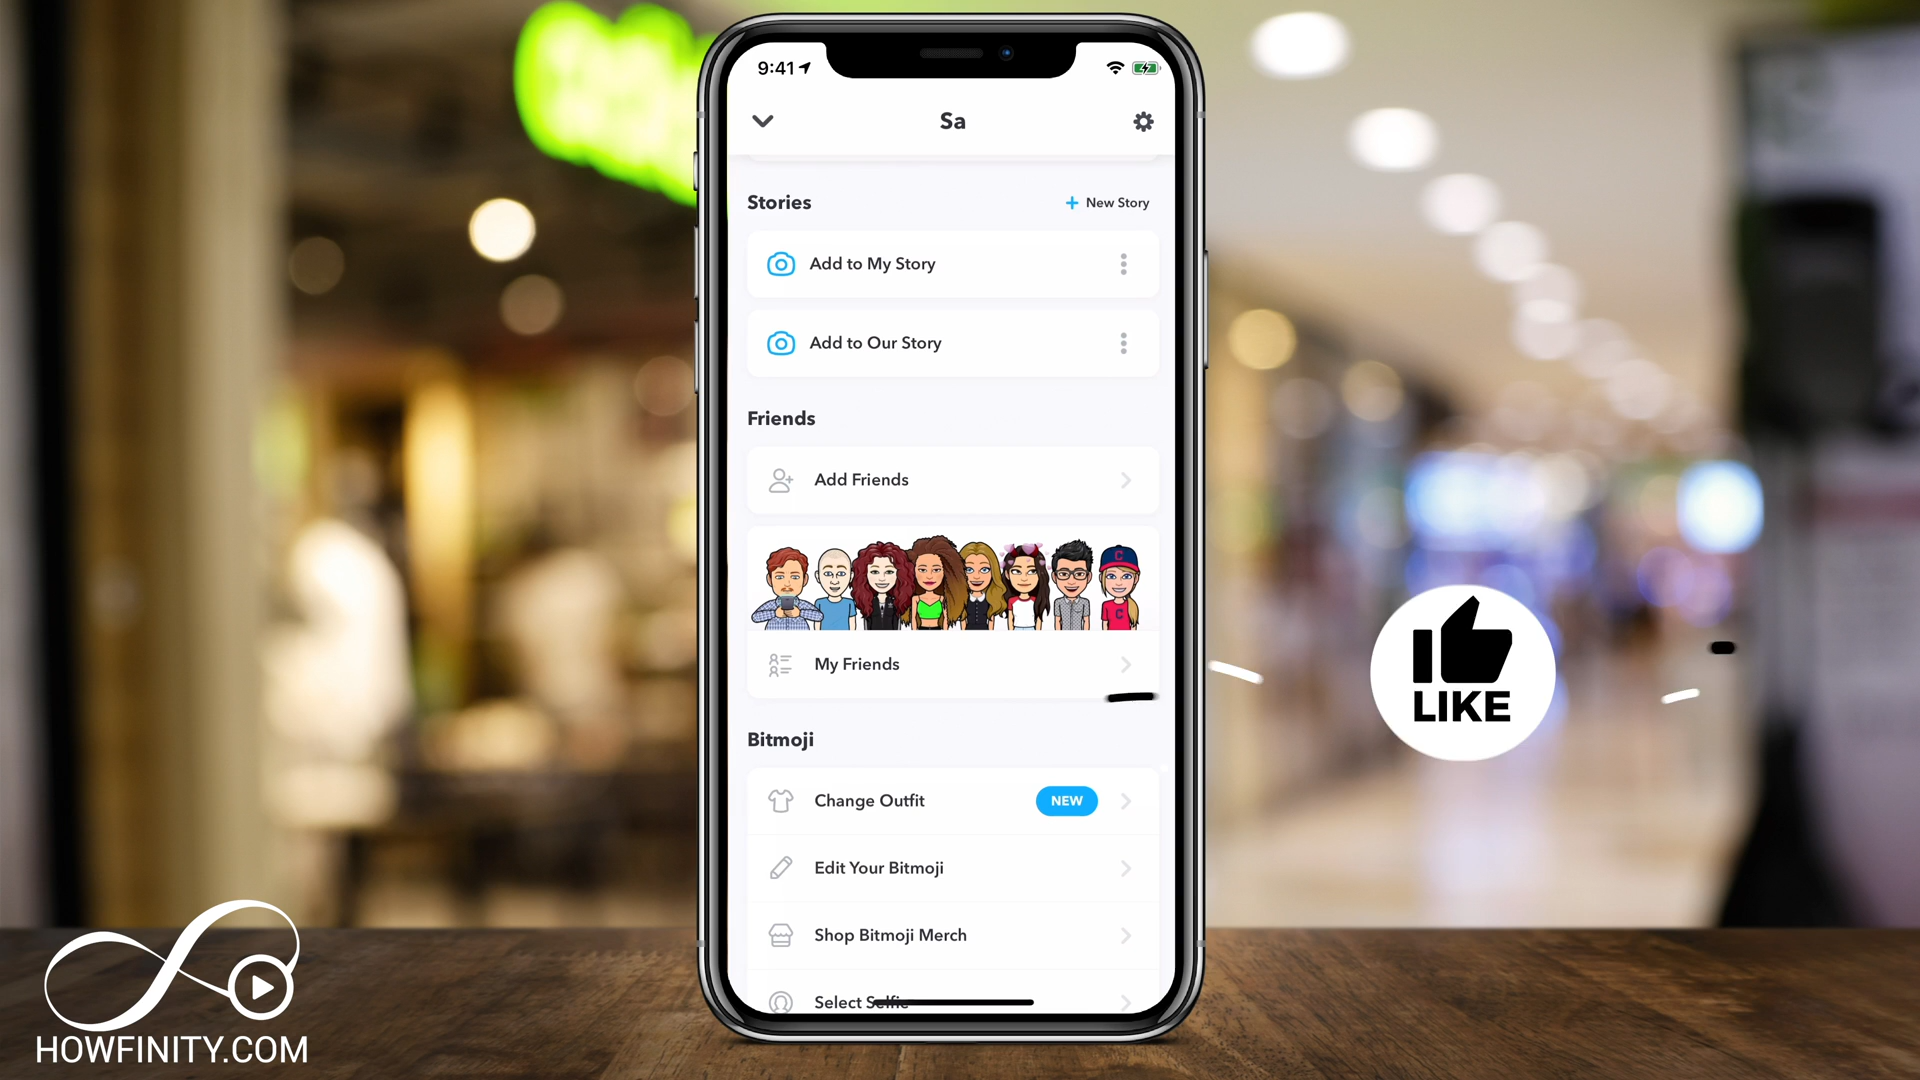 9:41
Sa
Stories
+ New Story
Add to My Story
Add to Our Story
Friends
Add Friends
C
C
My Friends
LIKE
Bitmoji
Change Outfit
NEW
Edit Your Bitmoji
Shop Bitmoji Merch
Select Selfie
HOWFINITY.COM